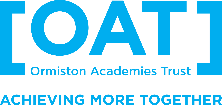 [OAT]
Ormiston Academies Trust
ACHIEVING MORE TOGETHER